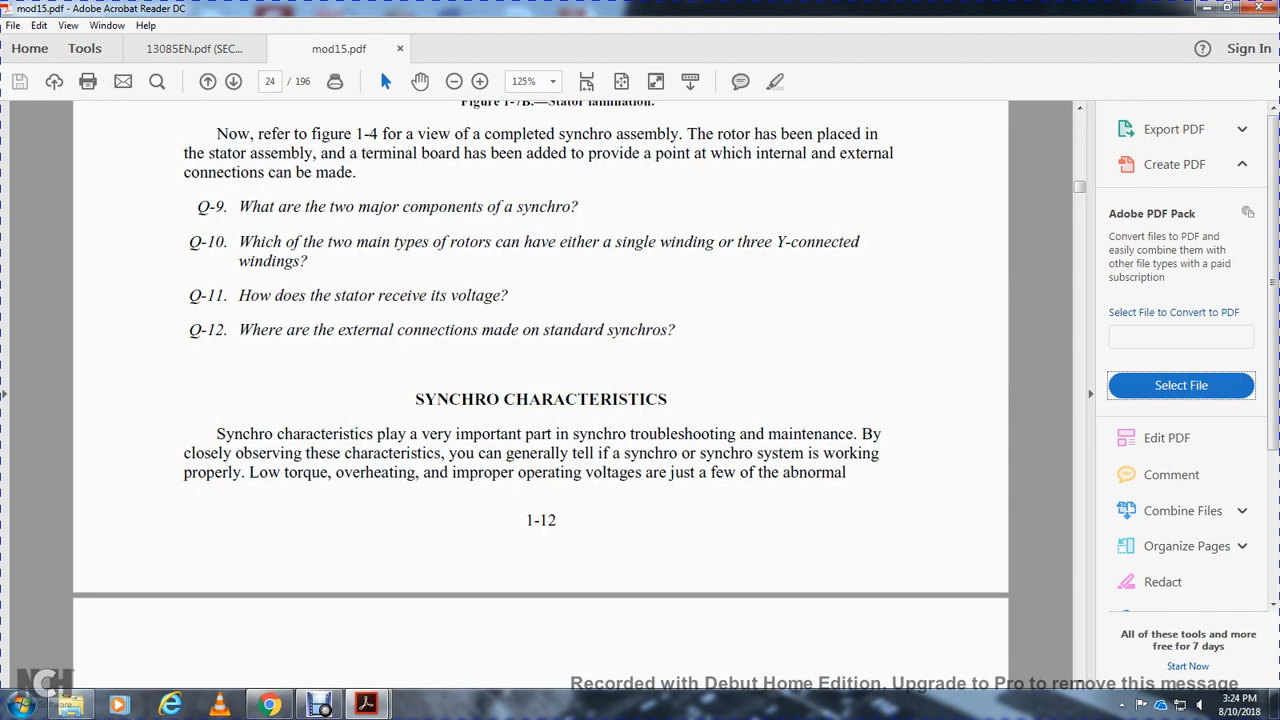 mod15.pdf - Adobe Acrobat Reader DC
File Edit View Window Help
Home Tools 13085EN.pdf (SEC... mod15.pdf × Sign In
24 / 196 125%
Figure 1-7B.—Stator lamination.
Now, refer to figure 1-4 for a view of a completed synchro assembly. The rotor has been placed in
the stator assembly, and a terminal board has been added to provide a point at which internal and external
connections can be made.
Q-9. What are the two major components of a synchro?
Q-10. Which of the two main types of rotors can have either a single winding or three Y-connected
windings?
Q-11. How does the stator receive its voltage?
Q-12. Where are the external connections made on standard synchros?
SYNCHRO CHARACTERISTICS
Synchro characteristics play a very important part in synchro troubleshooting and maintenance. By
closely observing these characteristics, you can generally tell if a synchro or synchro system is working
properly. Low torque, overheating, and improper operating voltages are just a few of the abnormal
1-12
Export PDF
Create PDF
Adobe PDF Pack
Convert files to PDF and
easily combine them with
other file types with a paid
subscription
Select File to Convert to PDF
Select File
Edit PDF
Comment
Combine Files
Organize Pages
Redact
All of these tools and more
free for 7 days
Start Now
NCH
Software
Recorded with Debut Home Edition. Upgrade to Pro to remove this message
3:24 PM
8/10/2018